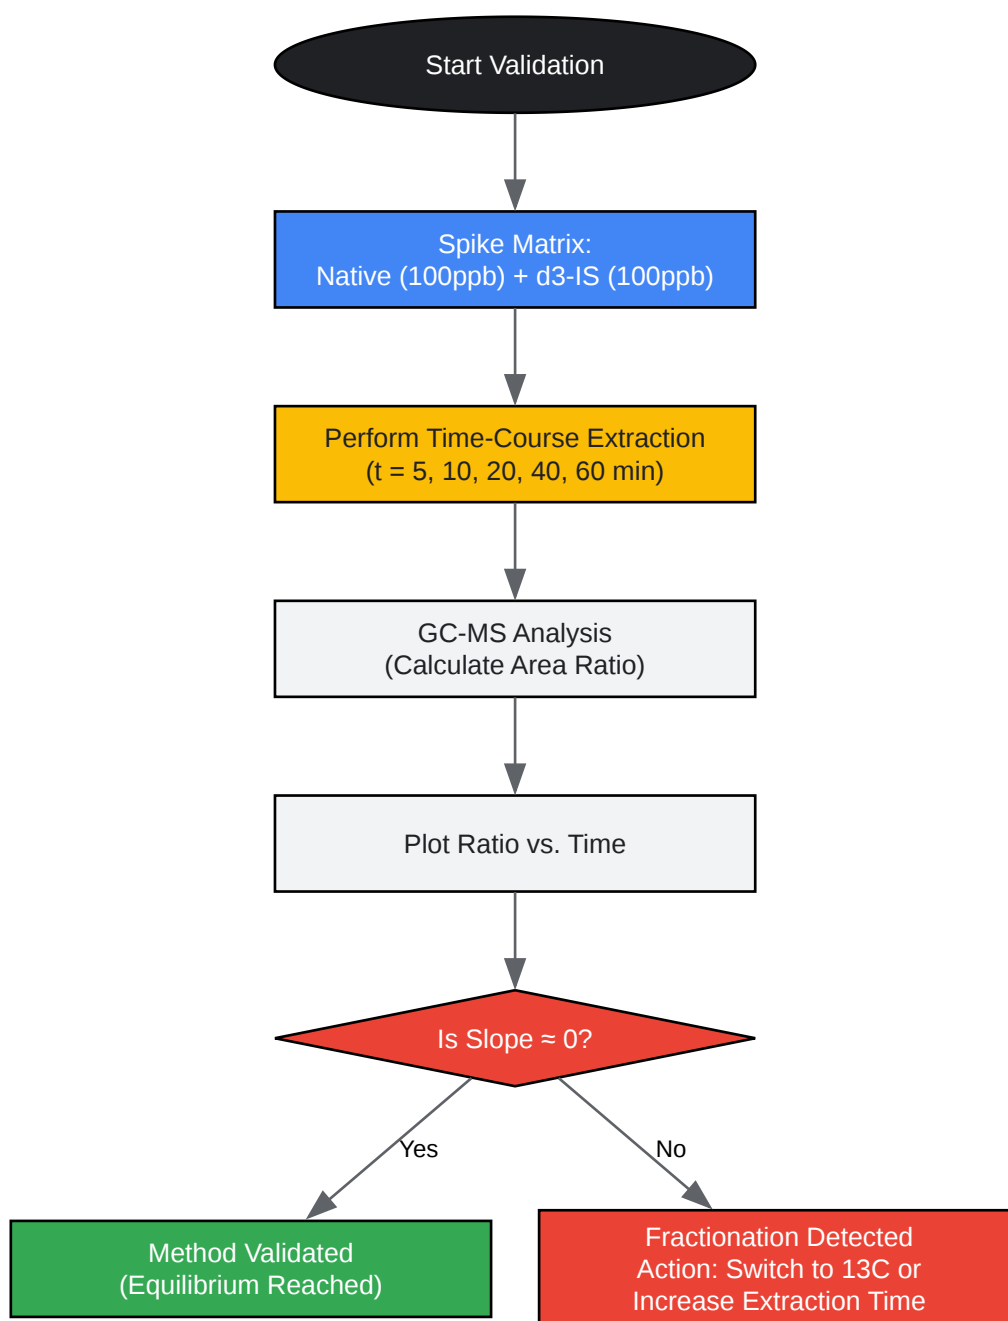 Start Validation
Spike Matrix:
Native (100ppb) + d3-IS (100ppb)
Perform Time-Course Extraction
(t = 5, 10, 20, 40, 60 min)
GC-MS Analysis
(Calculate Area Ratio)
Plot Ratio vs. Time
Is Slope ≈ 0?
Yes
No
Method Validated
(Equilibrium Reached)
Fractionation Detected
Action: Switch to 13C or
Increase Extraction Time